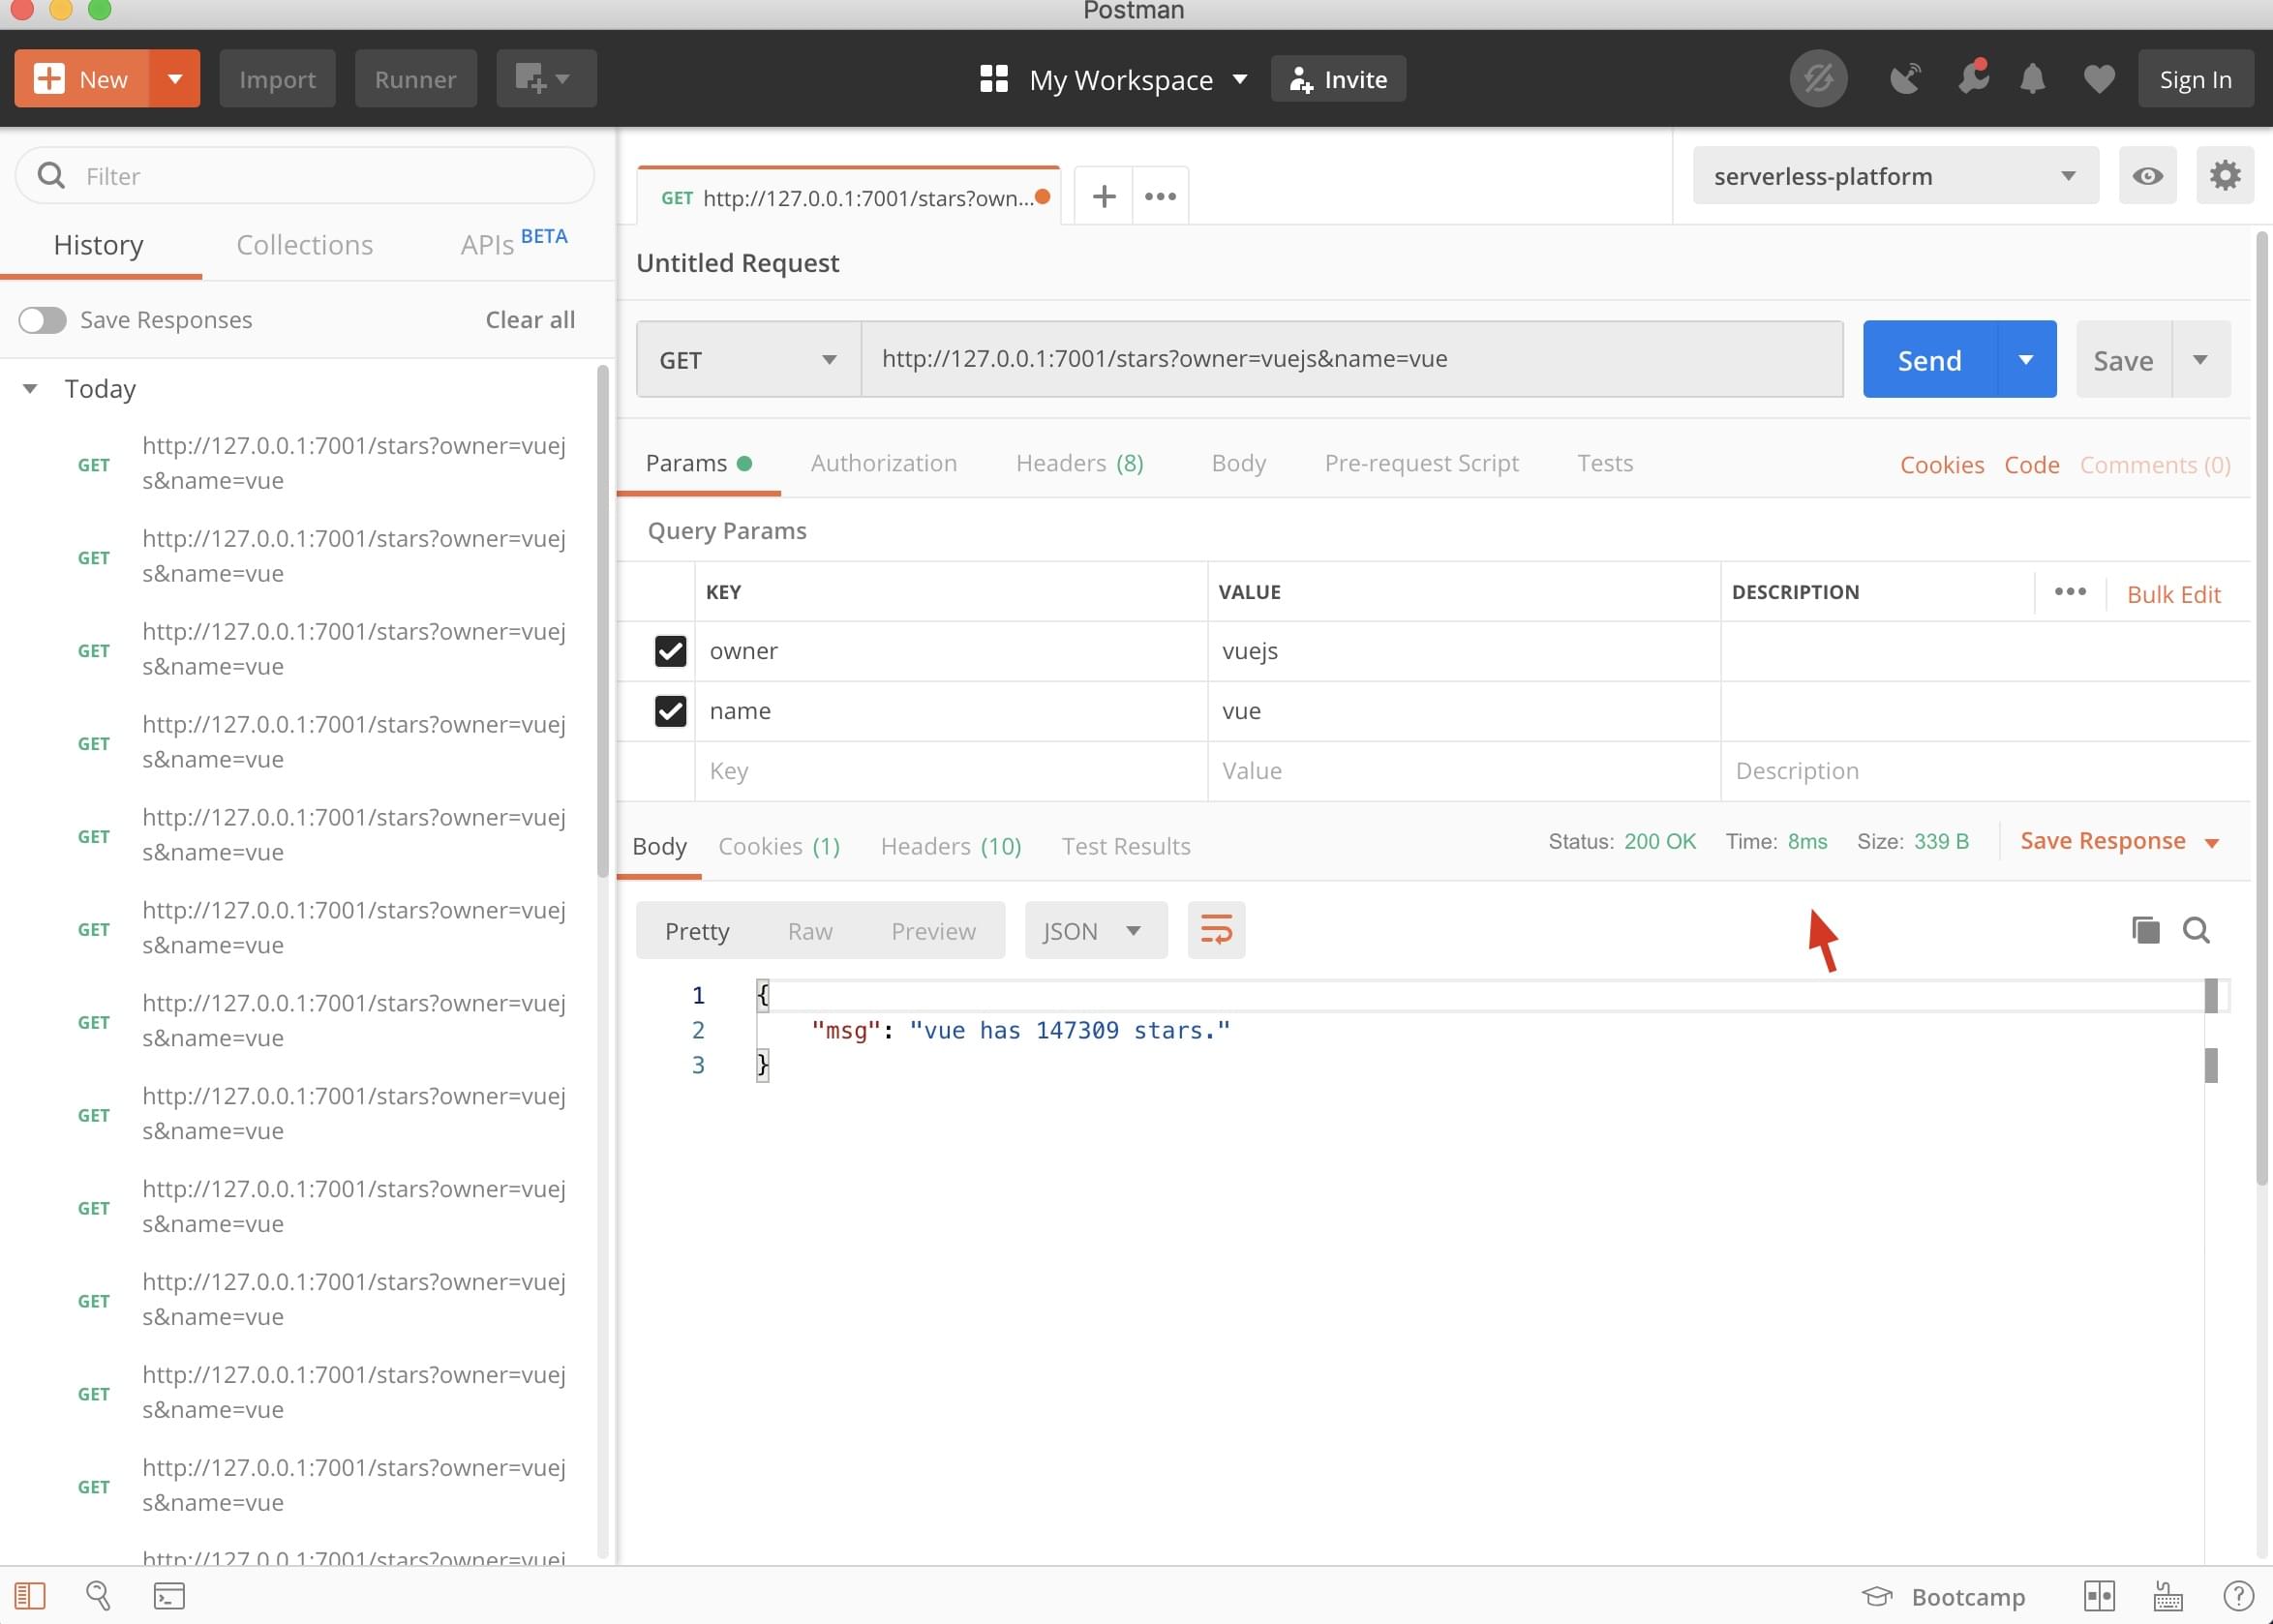 Postman
New
Import
Runner
My Workspace
Invite
Sign In
Filter
History
Collections
APIs BETA
Save Responses
Clear all
Today
GET
http://127.0.0.1:7001/stars?owner=vuej
s&name=vue
GET
http://127.0.0.1:7001/stars?owner=vuej
s&name=vue
GET
http://127.0.0.1:7001/stars?owner=vuej
s&name=vue
GET
http://127.0.0.1:7001/stars?owner=vuej
s&name=vue
GET
http://127.0.0.1:7001/stars?owner=vuej
s&name=vue
GET
http://127.0.0.1:7001/stars?owner=vuej
s&name=vue
GET
http://127.0.0.1:7001/stars?owner=vuej
s&name=vue
GET
http://127.0.0.1:7001/stars?owner=vuej
s&name=vue
GET
http://127.0.0.1:7001/stars?owner=vuej
s&name=vue
GET
http://127.0.0.1:7001/stars?owner=vuej
s&name=vue
GET
http://127.0.0.1:7001/stars?owner=vuej
s&name=vue
GET
http://127.0.0.1:7001/stars?owner=vuej
s&name=vue
http://127.0.0.1:7001/stars?owner=vuej
GET http://127.0.0.1:7001/stars?own...
serverless-platform
Untitled Request
GET
http://127.0.0.1:7001/stars?owner=vuejs&name=vue
Send
Save
Params
Authorization
Headers (8)
Body
Pre-request Script
Tests
Cookies
Code
Comments (0)
Query Params
KEY
VALUE
DESCRIPTION
Bulk Edit
owner
vuejs
name
vue
Key
Value
Description
Body
Cookies (1)
Headers (10)
Test Results
Status: 200 OK
Time: 8ms
Size: 339 B
Save Response
Pretty
Raw
Preview
JSON
1 {
2 "msg": "vue has 147309 stars."
3 }
Bootcamp